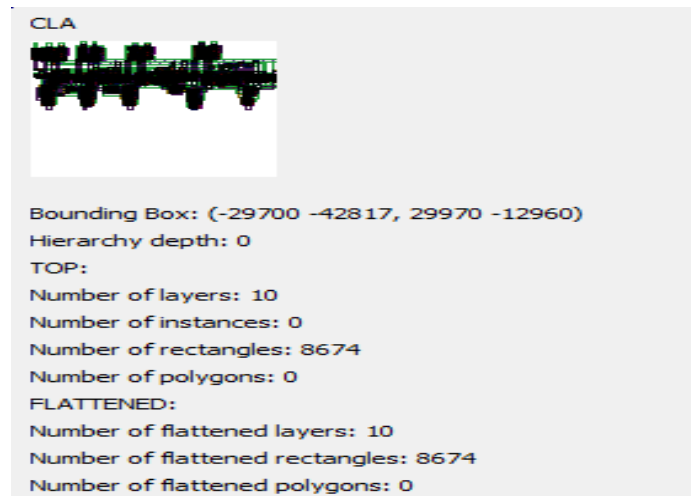 CLA
Bounding Box: (-29700 -42817, 29970 -12960)
Hierarchy depth: 0
TOP:
Number of layers: 10
Number of instances: 0
Number of rectangles: 8674
Number of polygons: 0
FLATTENED:
Number of flattened layers: 10
Number of flattened rectangles: 8674
Number of flattened polygons: 0